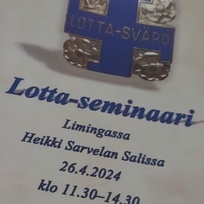 LOTTA-SVÄRD
Lotta-seminaari
Limingassa
Heikki Sarvelan Salissa
26.4.2024
klo 11.30–14.30